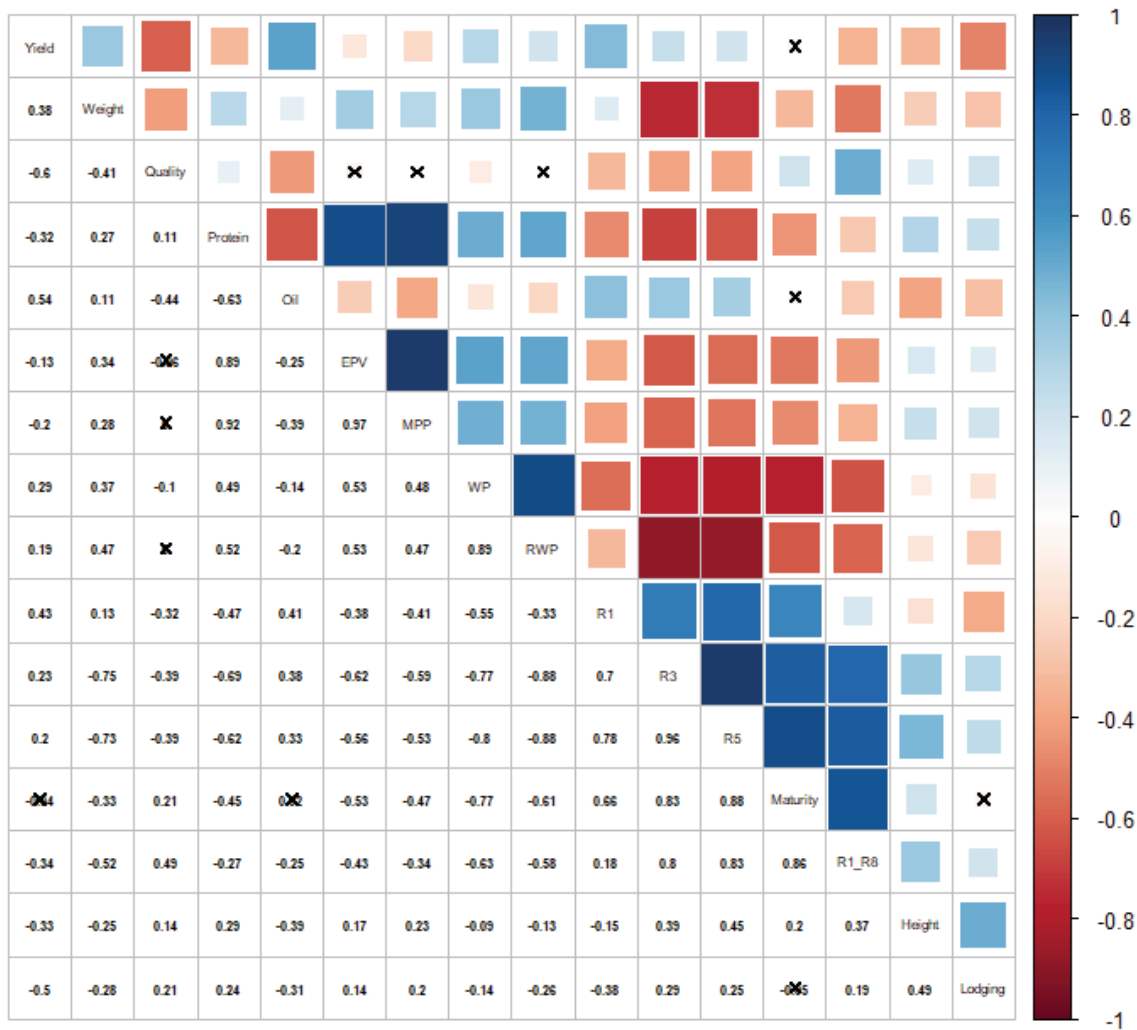 Yield
0.38 Weight
-0.6 -0.41 Quality
-0.32 0.27 0.11 Protein
0.54 0.11 -0.44 -0.63 Oil
-0.13 0.34 0.89 -0.25 EPV
-0.2 0.28 0.92 -0.39 0.97 MPP
0.29 0.37 -0.1 0.49 -0.14 0.53 0.48 WP
0.19 0.47 0.52 -0.2 0.53 0.47 0.89 RWP
0.43 0.13 -0.32 -0.47 0.41 -0.38 -0.41 -0.55 -0.33 R1
0.23 -0.75 -0.39 -0.69 0.38 -0.62 -0.59 -0.77 -0.88 0.7 R3
0.2 -0.73 -0.39 -0.62 0.33 -0.56 -0.53 -0.8 -0.88 0.78 0.96 R5
-0.33 0.21 -0.45 -0.53 -0.47 -0.77 -0.61 0.66 0.83 0.88 Maturity
-0.34 -0.52 0.49 -0.27 -0.25 -0.43 -0.34 -0.63 -0.58 0.18 0.8 0.83 0.86 R1_R8
-0.33 -0.25 0.14 0.29 -0.39 0.17 0.23 -0.09 -0.13 -0.15 0.39 0.45 0.2 0.37 Height
-0.5 -0.28 0.21 0.24 -0.31 0.14 0.2 -0.14 -0.26 -0.38 0.29 0.25 0.19 0.49 Lodging
1
0.8
0.6
0.4
0.2
0
-0.2
-0.4
-0.6
-0.8
-1